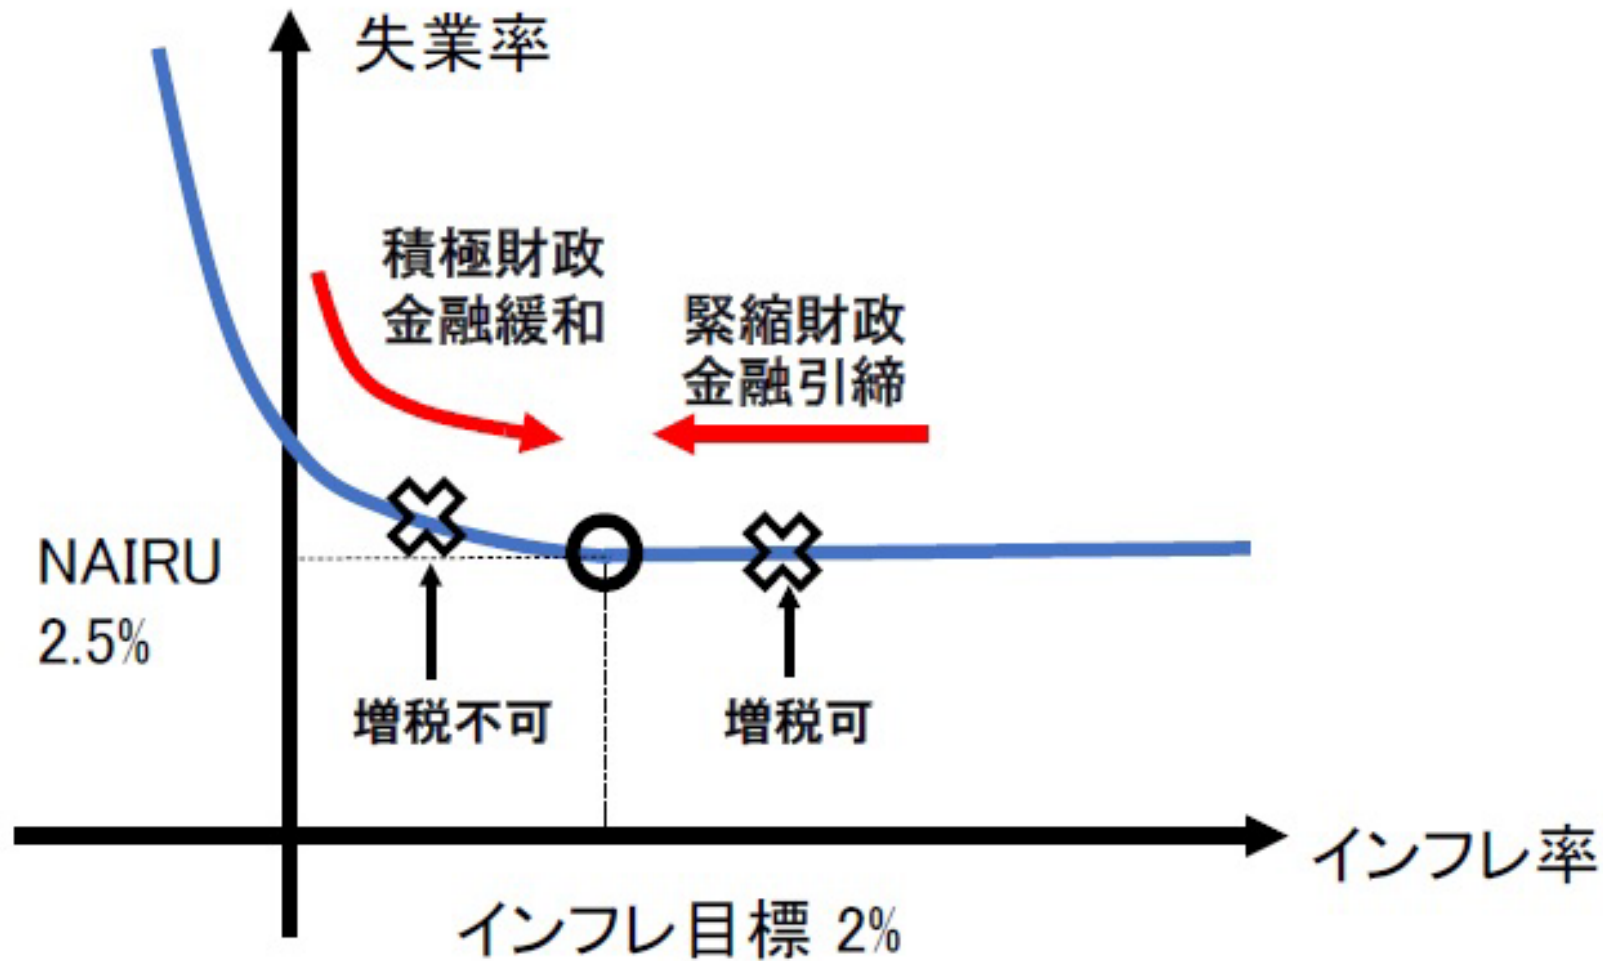 失業率
積極財政
金融緩和
緊縮財政
金融引締
NAIRU
2.5%
増税不可
増税可
インフレ率
インフレ目標 2%